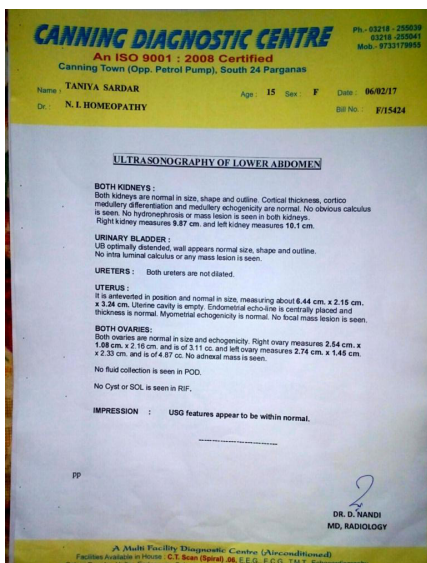 CANNING DIAGNOSTIC CENTRE
Ph.- 03218 - 255039
03218 -255041
Mob.- 9733179955
An ISO 9001 : 2008 Certified
Canning Town (Opp. Petrol Pump), South 24 Parganas
Name : TANIYA SARDAR Age : 15 Sex : F Date : 06/02/17
Dr. : N. I. HOMEOPATHY Bill No. : F/15424
ULTRASONOGRAPHY OF LOWER ABDOMEN
BOTH KIDNEYS :
Both kidneys are normal in size, shape and outline. Cortical thickness, cortico
medullery differentiation and medullery echogenicity are normal. No obvious calculus
is seen. No hydronephrosis or mass lesion is seen in both kidneys.
Right kidney measures 9.87 cm. and left kidney measures 10.1 cm.
URINARY BLADDER :
UB optimally distended, wall appears normal size, shape and outline.
No intra luminal calculus or any mass lesion is seen.
URETERS : Both ureters are not dilated.
UTERUS :
It is anteverted in position and normal in size, measuring about 6.44 cm. x 2.15 cm.
x 3.24 cm. Uterine cavity is empty. Endometrial echo-line is centrally placed and
thickness is normal. Myometrial echogenicity is normal. No focal mass lesion is seen.
BOTH OVARIES:
Both ovaries are normal in size and echogenicity. Right ovary measures 2.54 cm. x
1.08 cm. x 2.16 cm. and is of 3.11 cc. and left ovary measures 2.74 cm. x 1.45 cm.
x 2.33 cm. and is of 4.87 cc. No adnexal mass is seen.
No fluid collection is seen in POD.
No Cyst or SOL is seen in RIF.
IMPRESSION : USG features appear to be within normal.
PP
DR. D. NANDI
MD, RADIOLOGY
A Multi Facility Diagnostic Centre (Airconditioned)
Facilities Available in House : C.T. Scan (Spiral)